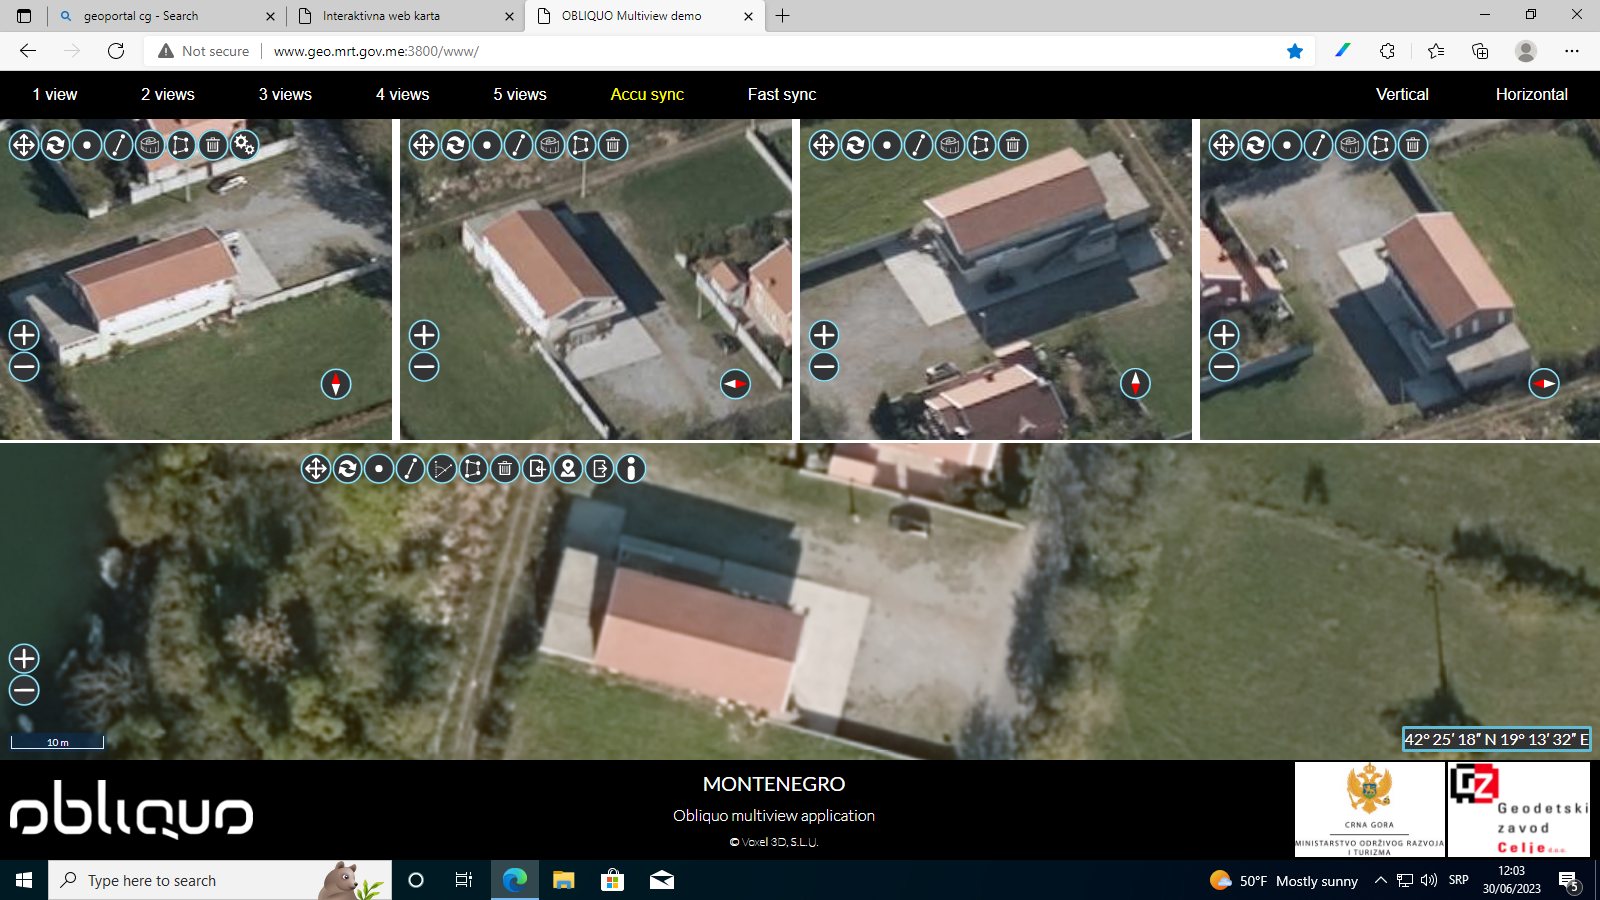 geoportal cg - Search
Interaktivna web karta
OBLIQUO Multiview demo
Not secure
www.geo.mrt.gov.me:3800/www/
1 view
2 views
3 views
4 views
5 views
Accu sync
Fast sync
Vertical
Horizontal
10 m
42° 25′ 18″ N 19° 13′ 32″ E
obliquo
MONTENEGRO
Obliquo multiview application
© Voxel 3D, S.L.U.
CRNA GORA
MINISTARSTVO ODRŽIVOG RAZVOJA
I TURIZMA
GZ
Geodetski
zavod
Celje d.o.o.
Type here to search
50°F Mostly sunny
SRP
12:03
30/06/2023
5